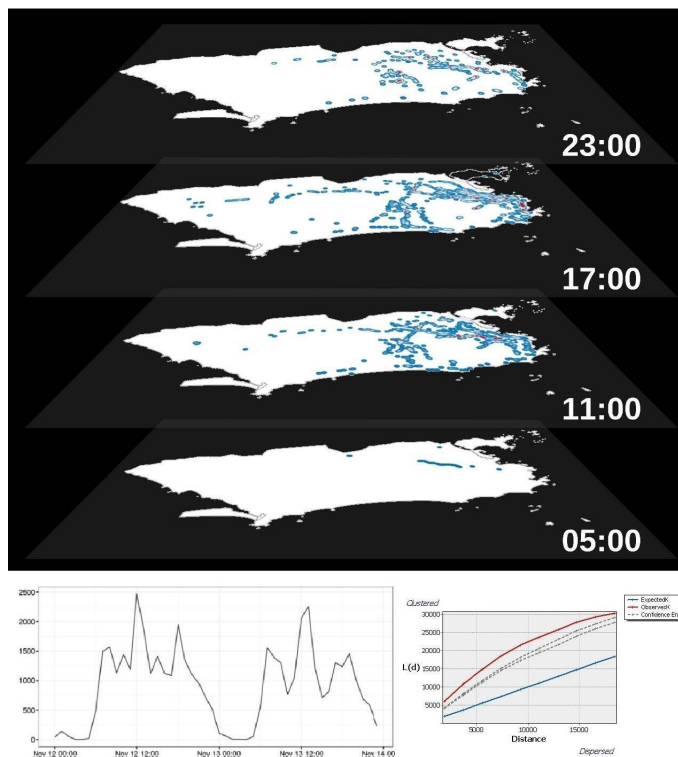 23:00
17:00
11:00
05:00
2500
2000
1500
1000
500
0
Nov 12 00:00 Nov 12 12:00 Nov 13 00:00 Nov 13 12:00 Nov 14 00
Clustered
30000
25000
20000
15000
10000
5000
L(d)
5000 10000 15000
Distance
Dispersed
ExpectedK
ObservedK
Confidence En